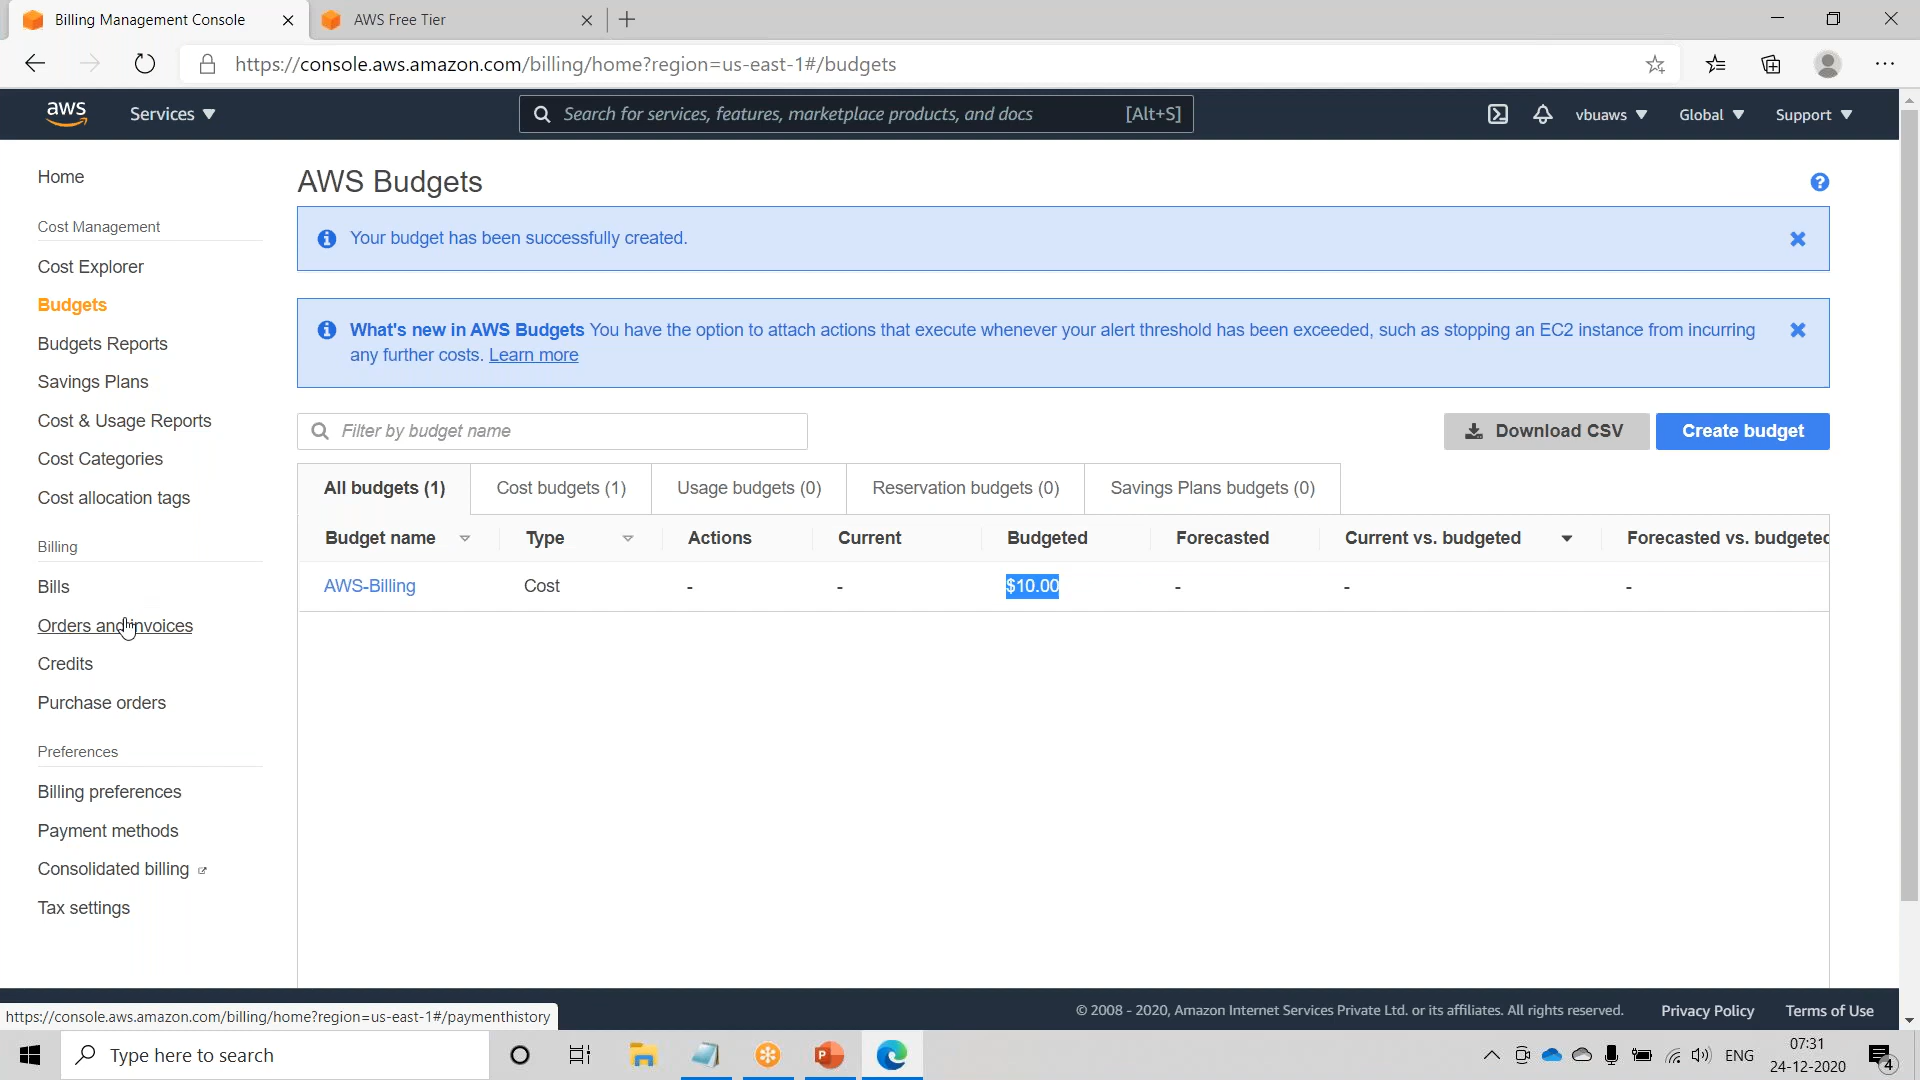 Billing Management Console
AWS Free Tier
https://console.aws.amazon.com/billing/home?region=us-east-1#/budgets
aws
Services
Search for services, features, marketplace products, and docs [Alt+S]
vbuaws
Global
Support
Home
Cost Management
Cost Explorer
Budgets
Budgets Reports
Savings Plans
Cost & Usage Reports
Cost Categories
Cost allocation tags
Billing
Bills
Orders and invoices
Credits
Purchase orders
Preferences
Billing preferences
Payment methods
Consolidated billing
Tax settings
AWS Budgets
Your budget has been successfully created.
What's new in AWS Budgets You have the option to attach actions that execute whenever your alert threshold has been exceeded, such as stopping an EC2 instance from incurring
any further costs. Learn more
Filter by budget name
Download CSV
Create budget
All budgets (1) Cost budgets (1) Usage budgets (0) Reservation budgets (0) Savings Plans budgets (0)
Budget name Type Actions Current Budgeted Forecasted Current vs. budgeted Forecasted vs. budgeted
AWS-Billing Cost - - $10.00 - - -
https://console.aws.amazon.com/billing/home?region=us-east-1#/paymenthistory
© 2008 - 2020, Amazon Internet Services Private Ltd. or its affiliates. All rights reserved. Privacy Policy Terms of Use
Type here to search
ENG
07:31
24-12-2020
4